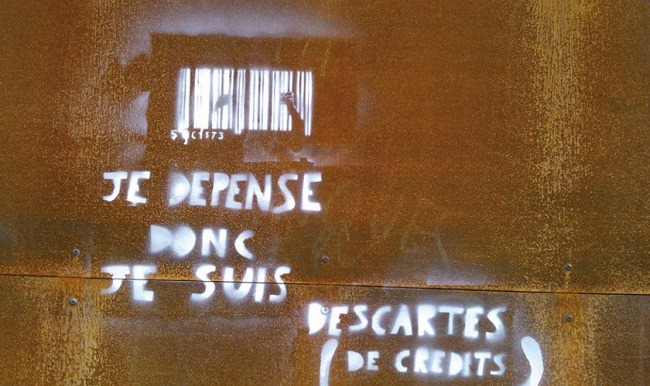 JE DEPENSE
DONC
JE SUIS
DESCARTES
(DE CREDITS)